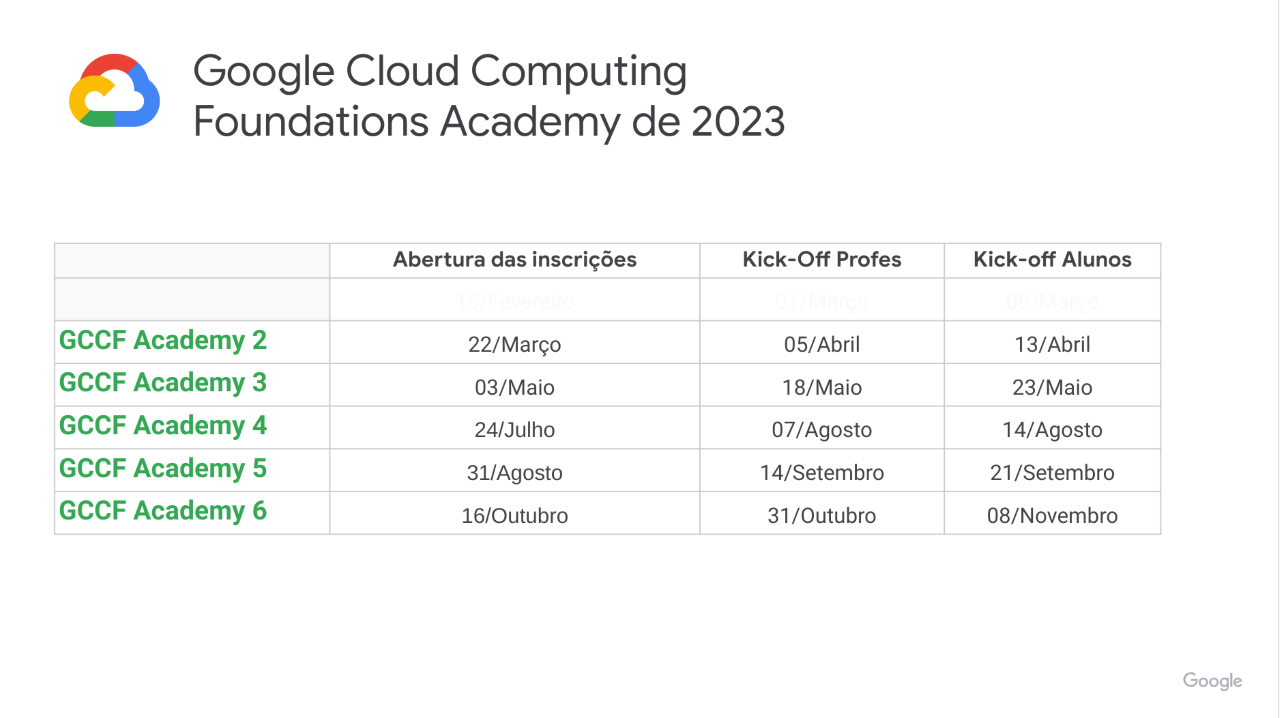 Google Cloud Computing
Foundations Academy de 2023
Abertura das inscrições Kick-Off Profes Kick-off Alunos
15/Fevereiro 01/Março 08/Março
GCCF Academy 2 22/Março 05/Abril 13/Abril
GCCF Academy 3 03/Maio 18/Maio 23/Maio
GCCF Academy 4 24/Julho 07/Agosto 14/Agosto
GCCF Academy 5 31/Agosto 14/Setembro 21/Setembro
GCCF Academy 6 16/Outubro 31/Outubro 08/Novembro
Google